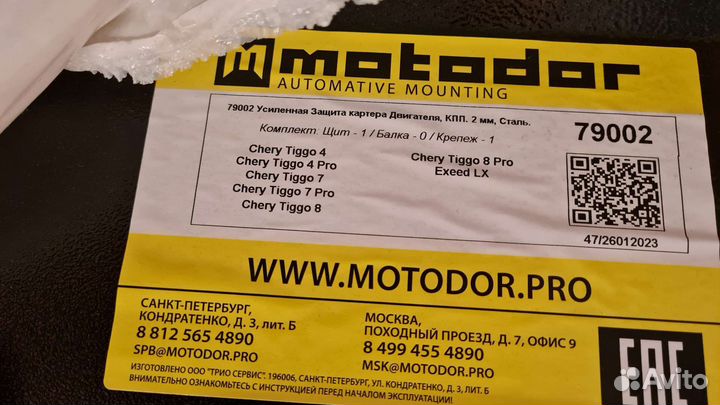 motodor
AUTOMOTIVE MOUNTING
79002 Усиленная Защита картера Двигателя, КПП. 2 мм, Сталь.
Комплект: Щит - 1 / Балка - 0 / Крепеж - 1
79002
Chery Tiggo 4
Chery Tiggo 4 Pro
Chery Tiggo 7
Chery Tiggo 7 Pro
Chery Tiggo 8
Chery Tiggo 8 Pro
Exeed LX
47/26012023
WWW.MOTODOR.PRO
САНКТ-ПЕТЕРБУРГ,
КОНДРАТЕНКО, Д. 3, ЛИТ. Б
8 812 565 4890
SPB@MOTODOR.PRO
МОСКВА,
ПОХОДНЫЙ ПРОЕЗД, Д. 7, ОФИС 9
8 499 455 4890
MSK@MOTODOR.PRO
ИЗГОТОВЛЕНО ООО "ТРИО СЕРВИС". 196006, САНКТ-ПЕТЕРБУРГ, УЛ. КОНДРАТЕНКО, Д. 3, ЛИТ. Б
ВНИМАТЕЛЬНО ОЗНАКОМЬТЕСЬ С ИНСТРУКЦИЕЙ ПЕРЕД НАЧАЛОМ ЭКСПЛУАТАЦИИ!
EAC
Avito